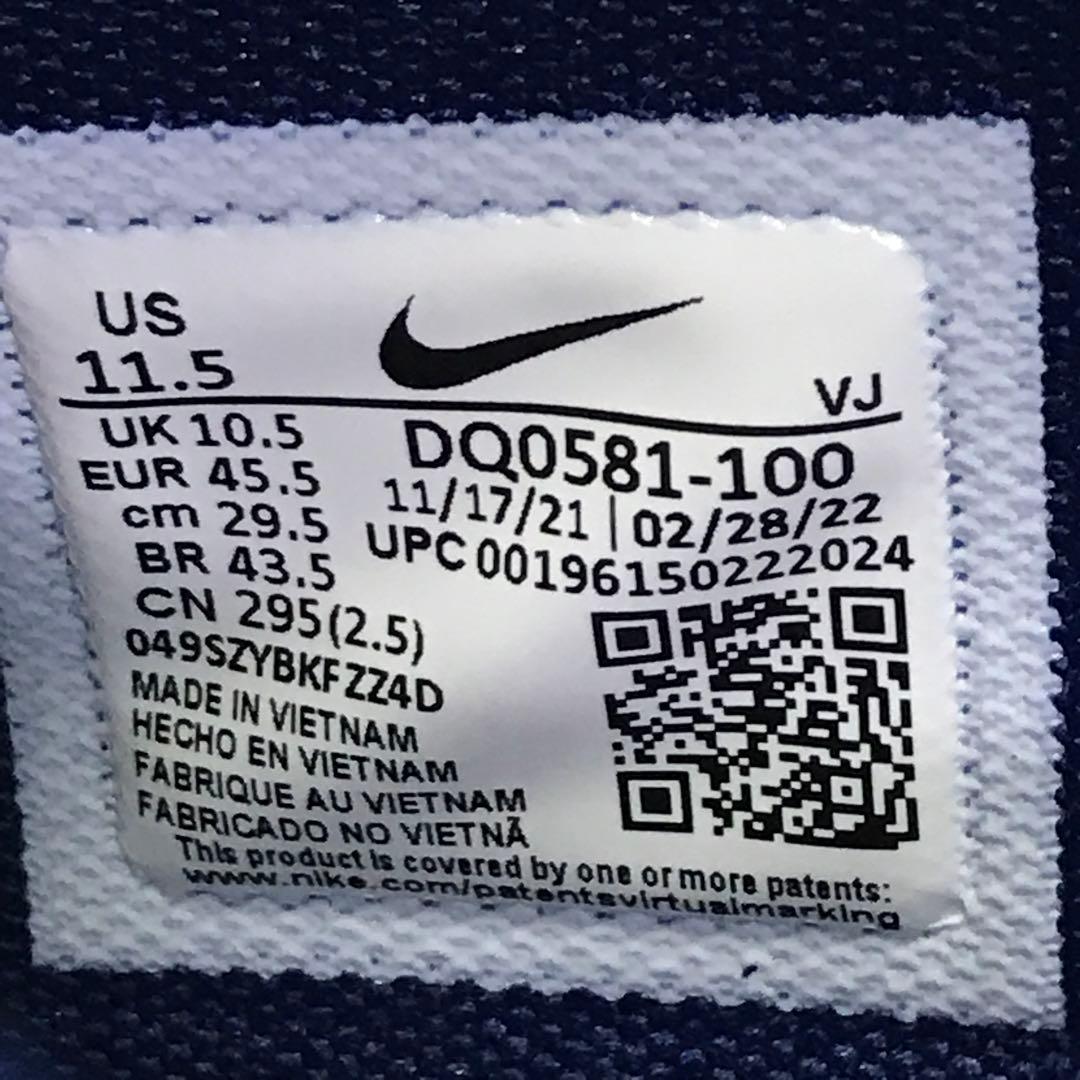 US
11.5
VJ
UK 10.5
EUR 45.5
cm 29.5
BR 43.5
CN 295(2.5)
DQ0581-100
11/17/21 | 02/28/22
UPC 00196150222024
049SZYBKFZZ4D
MADE IN VIETNAM
HECHO EN VIETNAM
FABRIQUE AU VIETNAM
FABRICADO NO VIETNÃ
This product is covered by one or more patents:
www.nike.com/patentsvirtualmarking